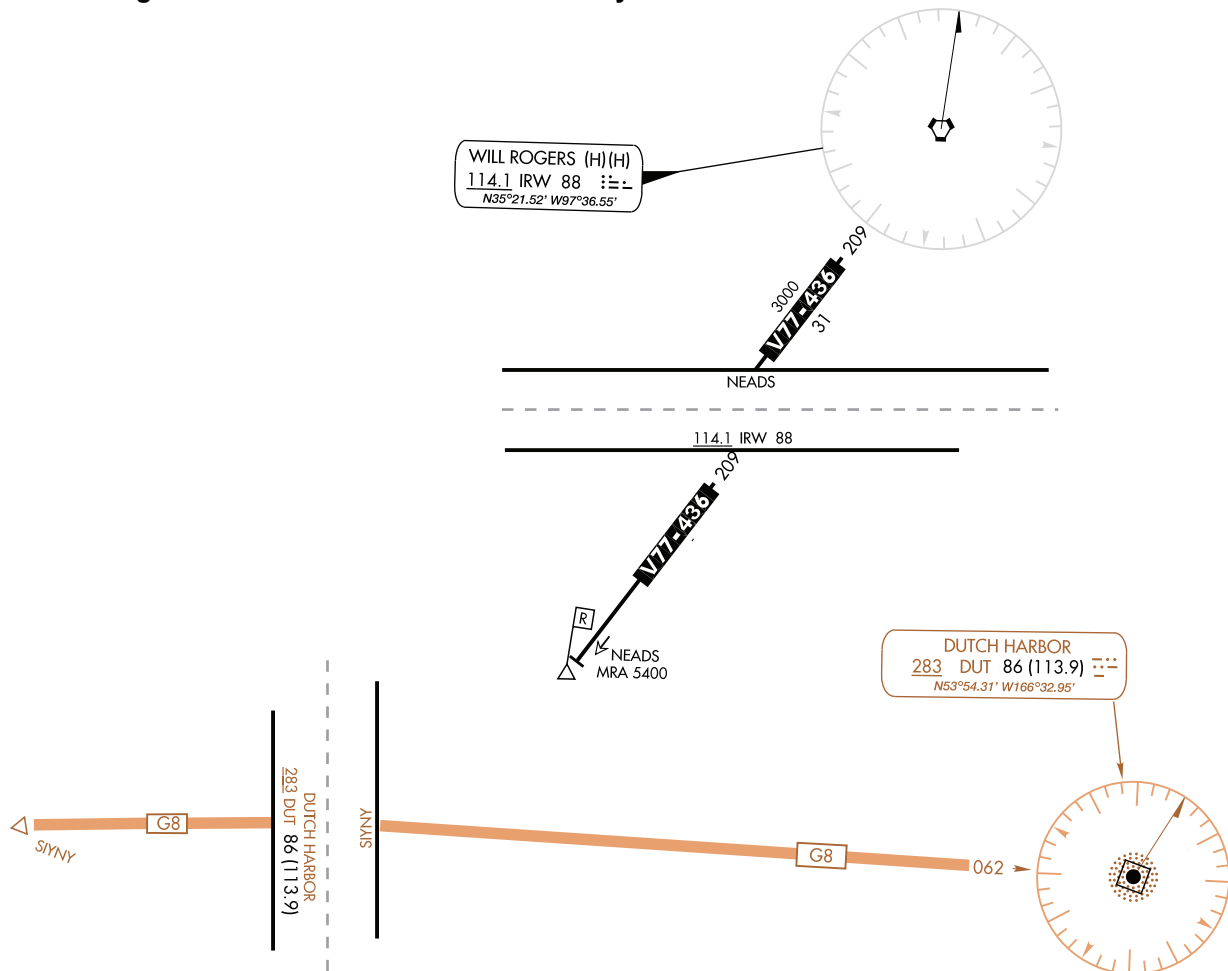 WILL ROGERS (H)(H)
114.1 IRW 88
N35°21.52' W97°36.55'
209
V77-436
3000
31
NEADS
114.1 IRW 88
209
V77-436
R
NEADS
MRA 5400
DUTCH HARBOR
283 DUT 86 (113.9)
N53°54.31' W166°32.95'
G8
SIYNY
DUTCH HARBOR
283 DUT 86 (113.9)
SIYNY
G8
062